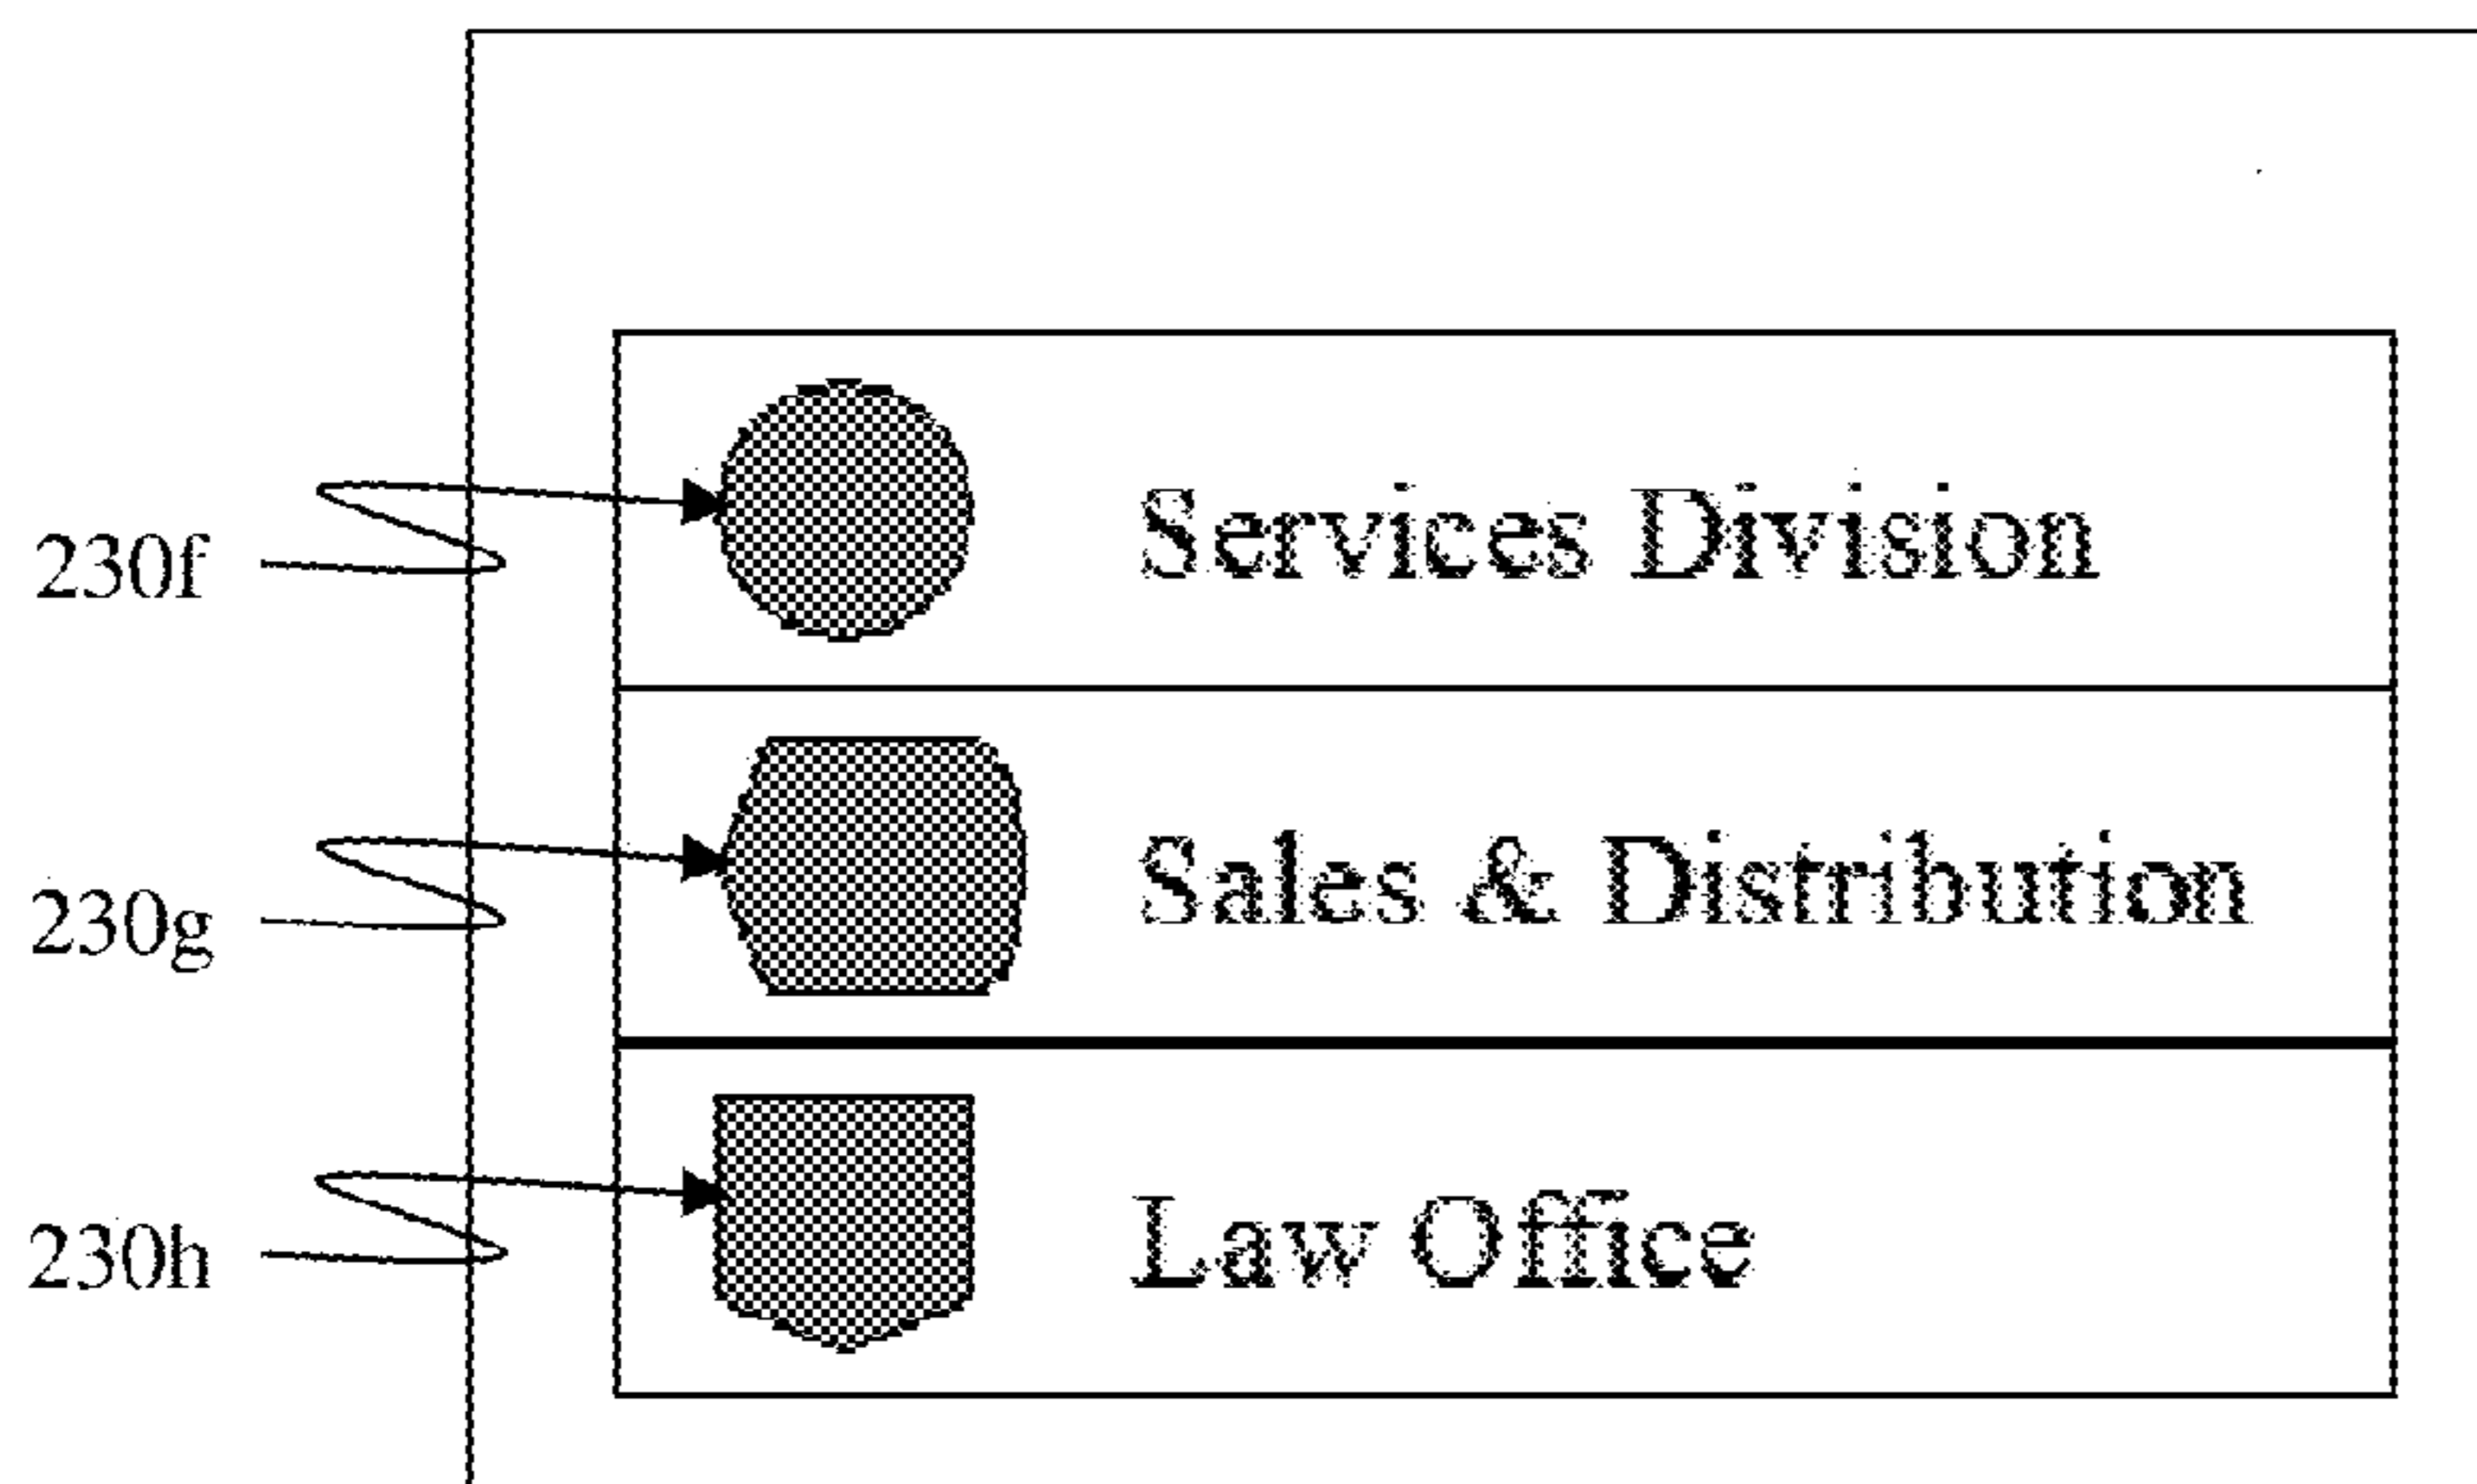 Services Division
230f
Sales & Distribution
230g
Law Office
230h